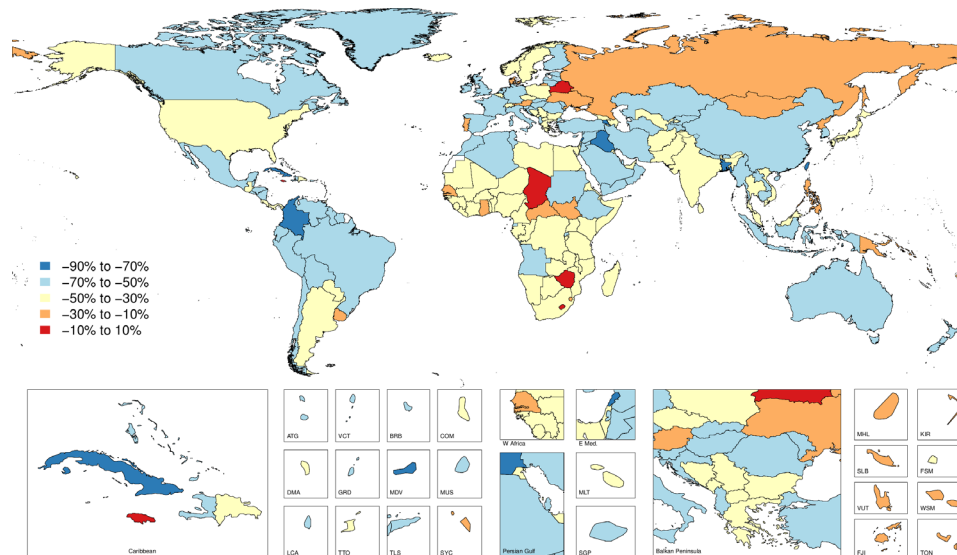 −90% to −70%
−70% to −50%
−50% to −30%
−30% to −10%
−10% to 10%
Caribbean
ATG
VCT
BRB
COM
DMA
GRD
MDV
MUS
LCA
TTO
TLS
SYC
W Africa
E Med.
Persian Gulf
MLT
SGP
Balkan Peninsula
MHL
KIR
SLB
FSM
VUT
WSM
FJI
TON